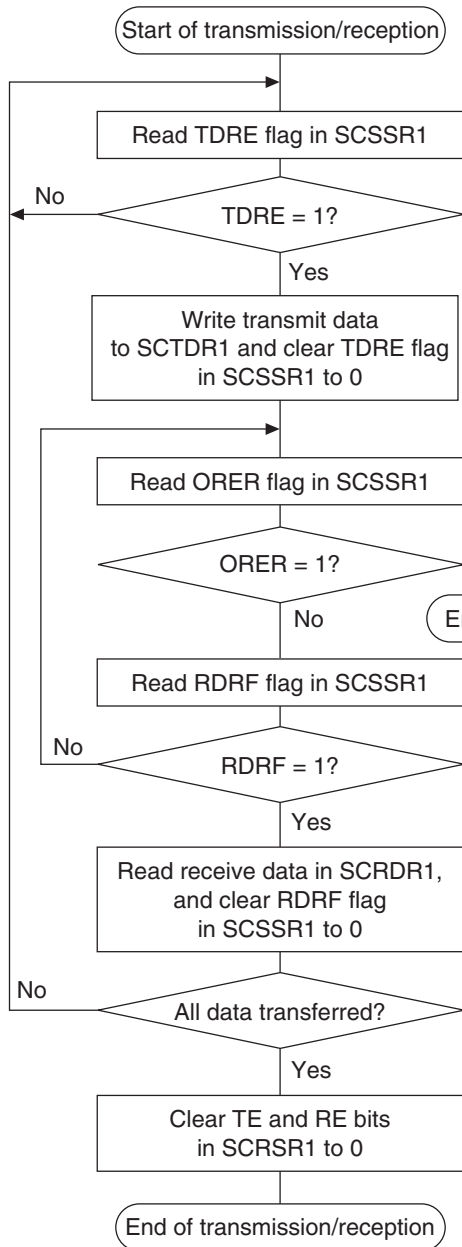 Start of transmission/reception
Read TDRE flag in SCSSR1
No
TDRE = 1?
Yes
Write transmit data
to SCTDR1 and clear TDRE flag
in SCSSR1 to 0
Read ORER flag in SCSSR1
ORER = 1?
No
Read RDRF flag in SCSSR1
No
RDRF = 1?
Yes
Read receive data in SCRDR1,
and clear RDRF flag
in SCSSR1 to 0
No
All data transferred?
Yes
Clear TE and RE bits
in SCRSR1 to 0
End of transmission/reception